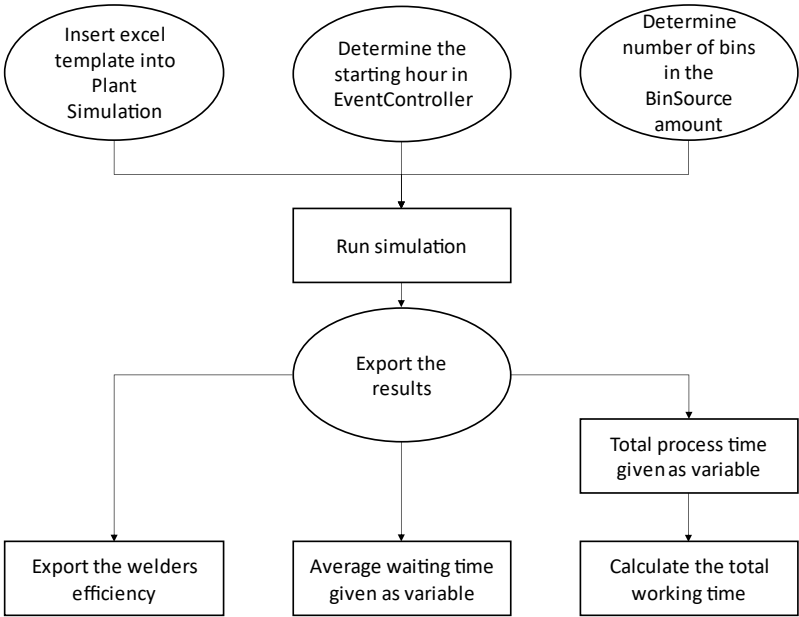 Insert excel
template into
Plant
Simulation
Determine the
starting hour in
EventController
Determine
number of bins
in the
BinSource
amount
Run simulation
Export the
results
Total process time
given as variable
Export the welders
efficiency
Average waiting time
given as variable
Calculate the total
working time